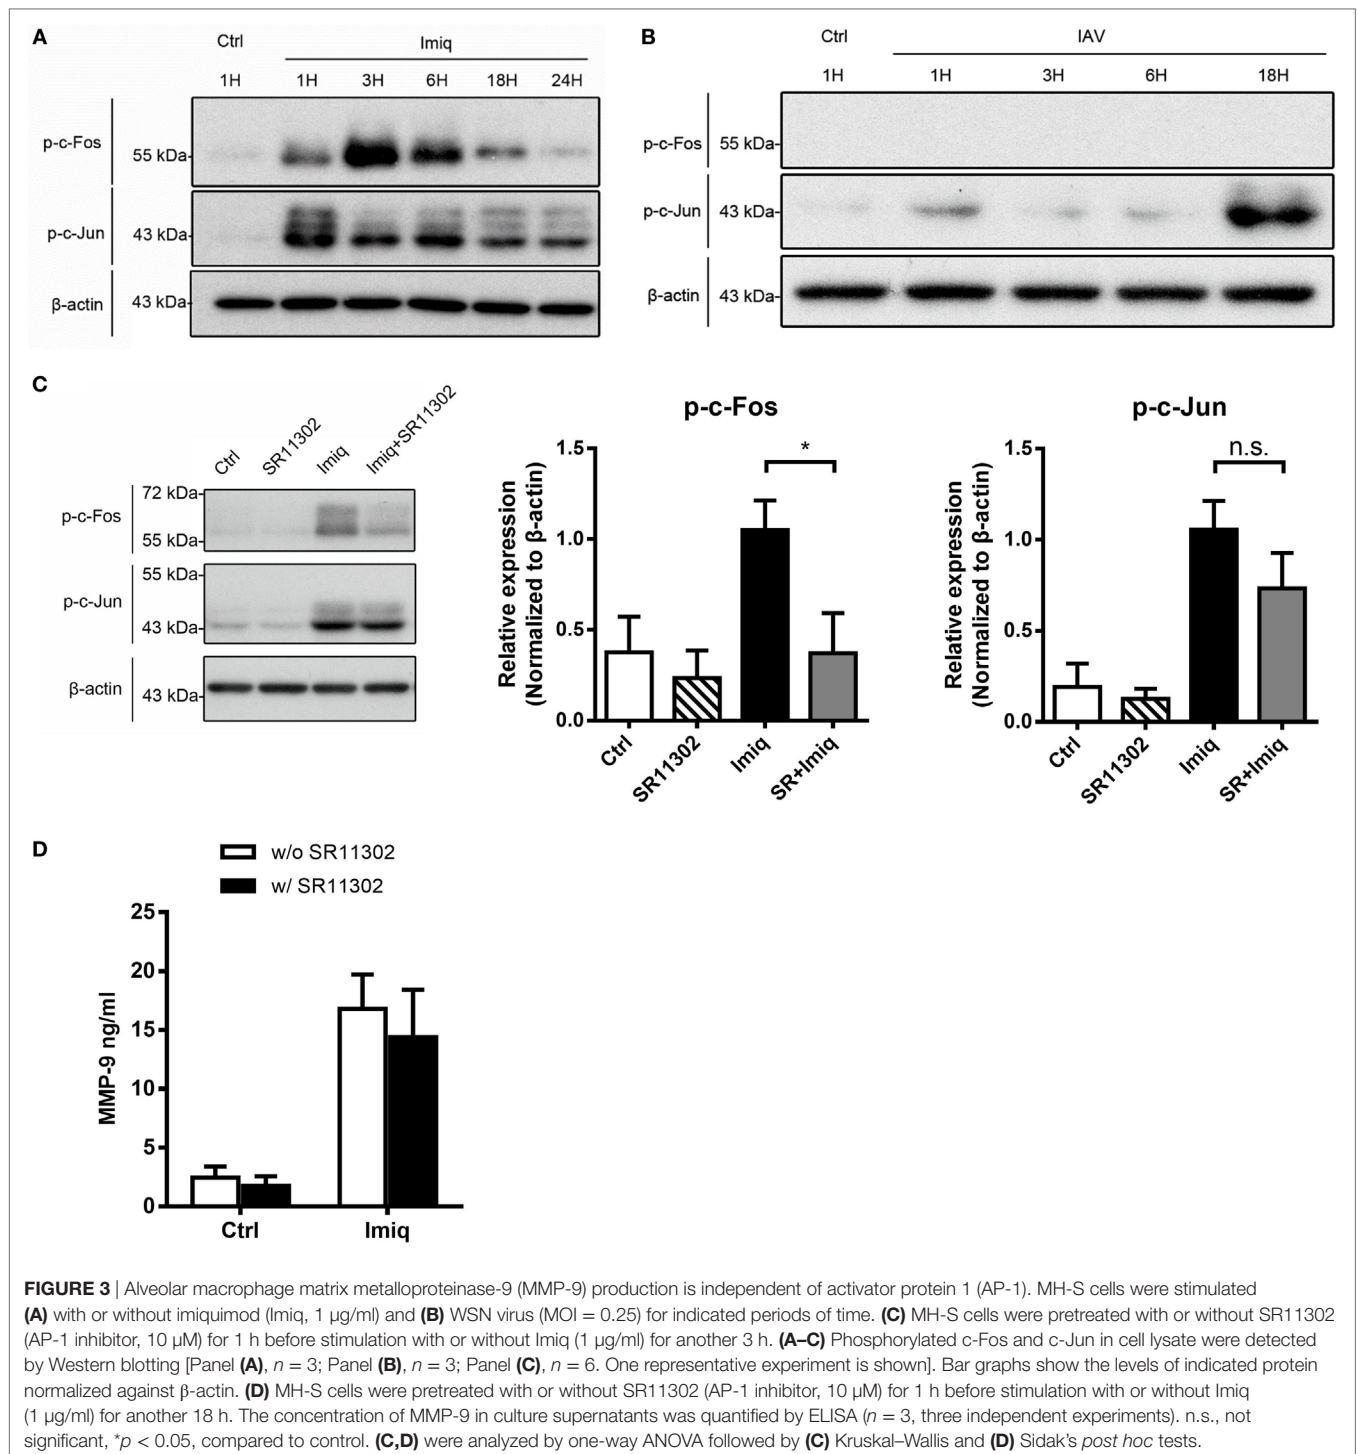 A
Ctrl
Imiq
1H 1H 3H 6H 18H 24H
p-c-Fos
55 kDa-
p-c-Jun
43 kDa-
β-actin
43 kDa-
B
Ctrl
IAV
1H 1H 3H 6H 18H
p-c-Fos
55 kDa-
p-c-Jun
43 kDa-
β-actin
43 kDa-
C
Ctrl
SR11302
Imiq
Imiq+SR11302
p-c-Fos
72 kDa-
55 kDa-
p-c-Jun
55 kDa-
43 kDa-
β-actin
43 kDa-
p-c-Fos
Relative expression
(Normalized to β-actin)
1.5
1.0
0.5
0.0
*
Ctrl
SR11302
Imiq
SR+Imiq
p-c-Jun
Relative expression
(Normalized to β-actin)
1.5
1.0
0.5
0.0
n.s.
Ctrl
SR11302
Imiq
SR+Imiq
D
w/o SR11302
w/ SR11302
MMP-9 ng/ml
25
20
15
10
5
0
Ctrl
Imiq
FIGURE 3 | Alveolar macrophage matrix metalloproteinase-9 (MMP-9) production is independent of activator protein 1 (AP-1). MH-S cells were stimulated
(A) with or without imiquimod (Imiq, 1 µg/ml) and (B) WSN virus (MOI = 0.25) for indicated periods of time. (C) MH-S cells were pretreated with or without SR11302
(AP-1 inhibitor, 10 µM) for 1 h before stimulation with or without Imiq (1 µg/ml) for another 3 h. (A–C) Phosphorylated c-Fos and c-Jun in cell lysate were detected
by Western blotting [Panel (A), n = 3; Panel (B), n = 3; Panel (C), n = 6. One representative experiment is shown]. Bar graphs show the levels of indicated protein
normalized against β-actin. (D) MH-S cells were pretreated with or without SR11302 (AP-1 inhibitor, 10 µM) for 1 h before stimulation with or without Imiq
(1 µg/ml) for another 18 h. The concentration of MMP-9 in culture supernatants was quantified by ELISA (n = 3, three independent experiments). n.s., not
significant, *p < 0.05, compared to control. (C,D) were analyzed by one-way ANOVA followed by (C) Kruskal–Wallis and (D) Sidak's post hoc tests.